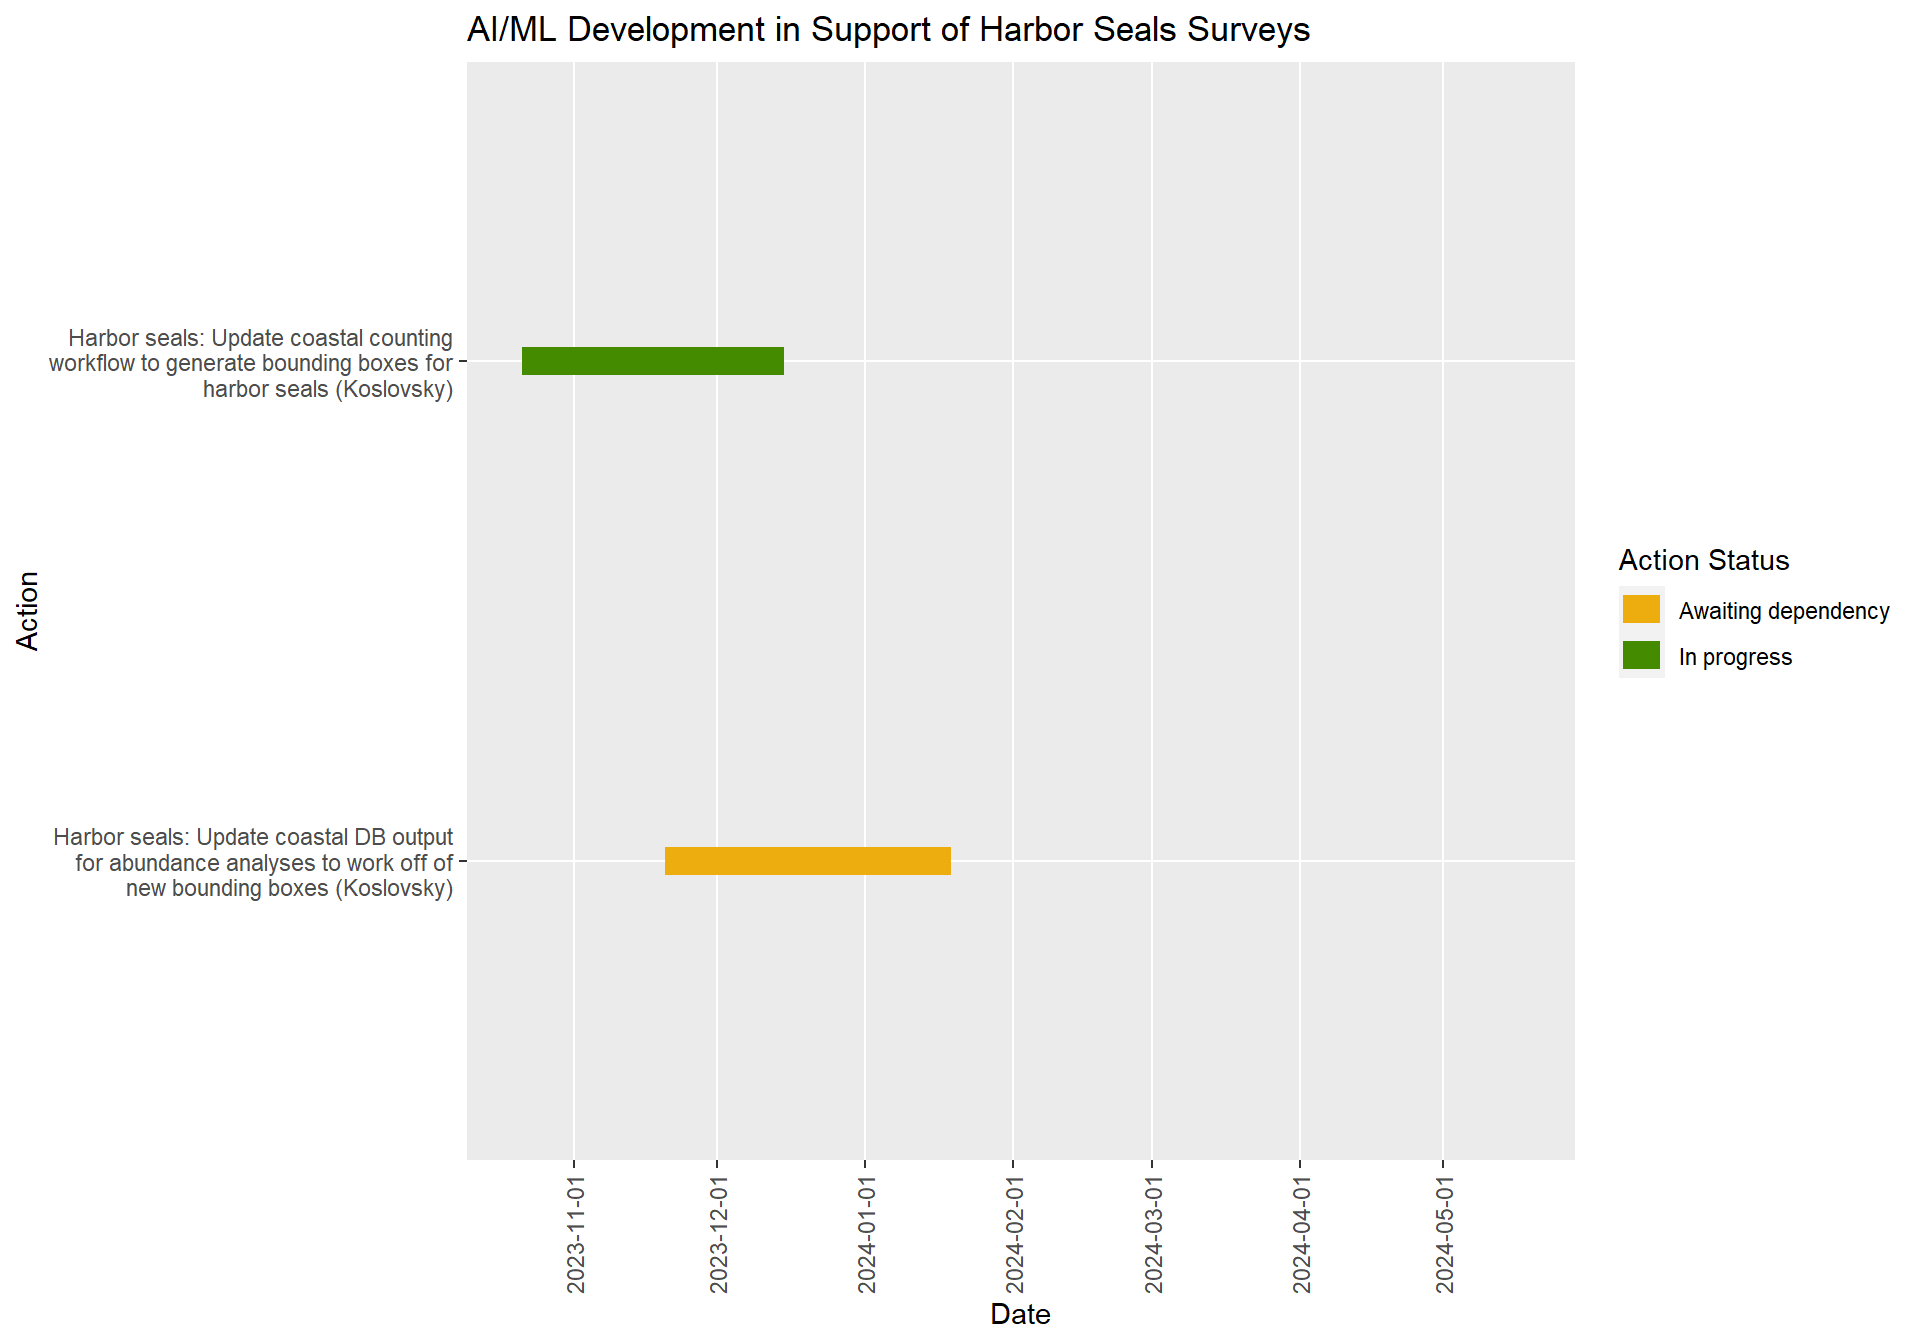 AI/ML Development in Support of Harbor Seals Surveys
Harbor seals: Update coastal counting
workflow to generate bounding boxes for
harbor seals (Koslovsky)
Harbor seals: Update coastal DB output
for abundance analyses to work off of
new bounding boxes (Koslovsky)
Action
2023-11-01
2023-12-01
2024-01-01
2024-02-01
2024-03-01
2024-04-01
2024-05-01
Date
Action Status
Awaiting dependency
In progress